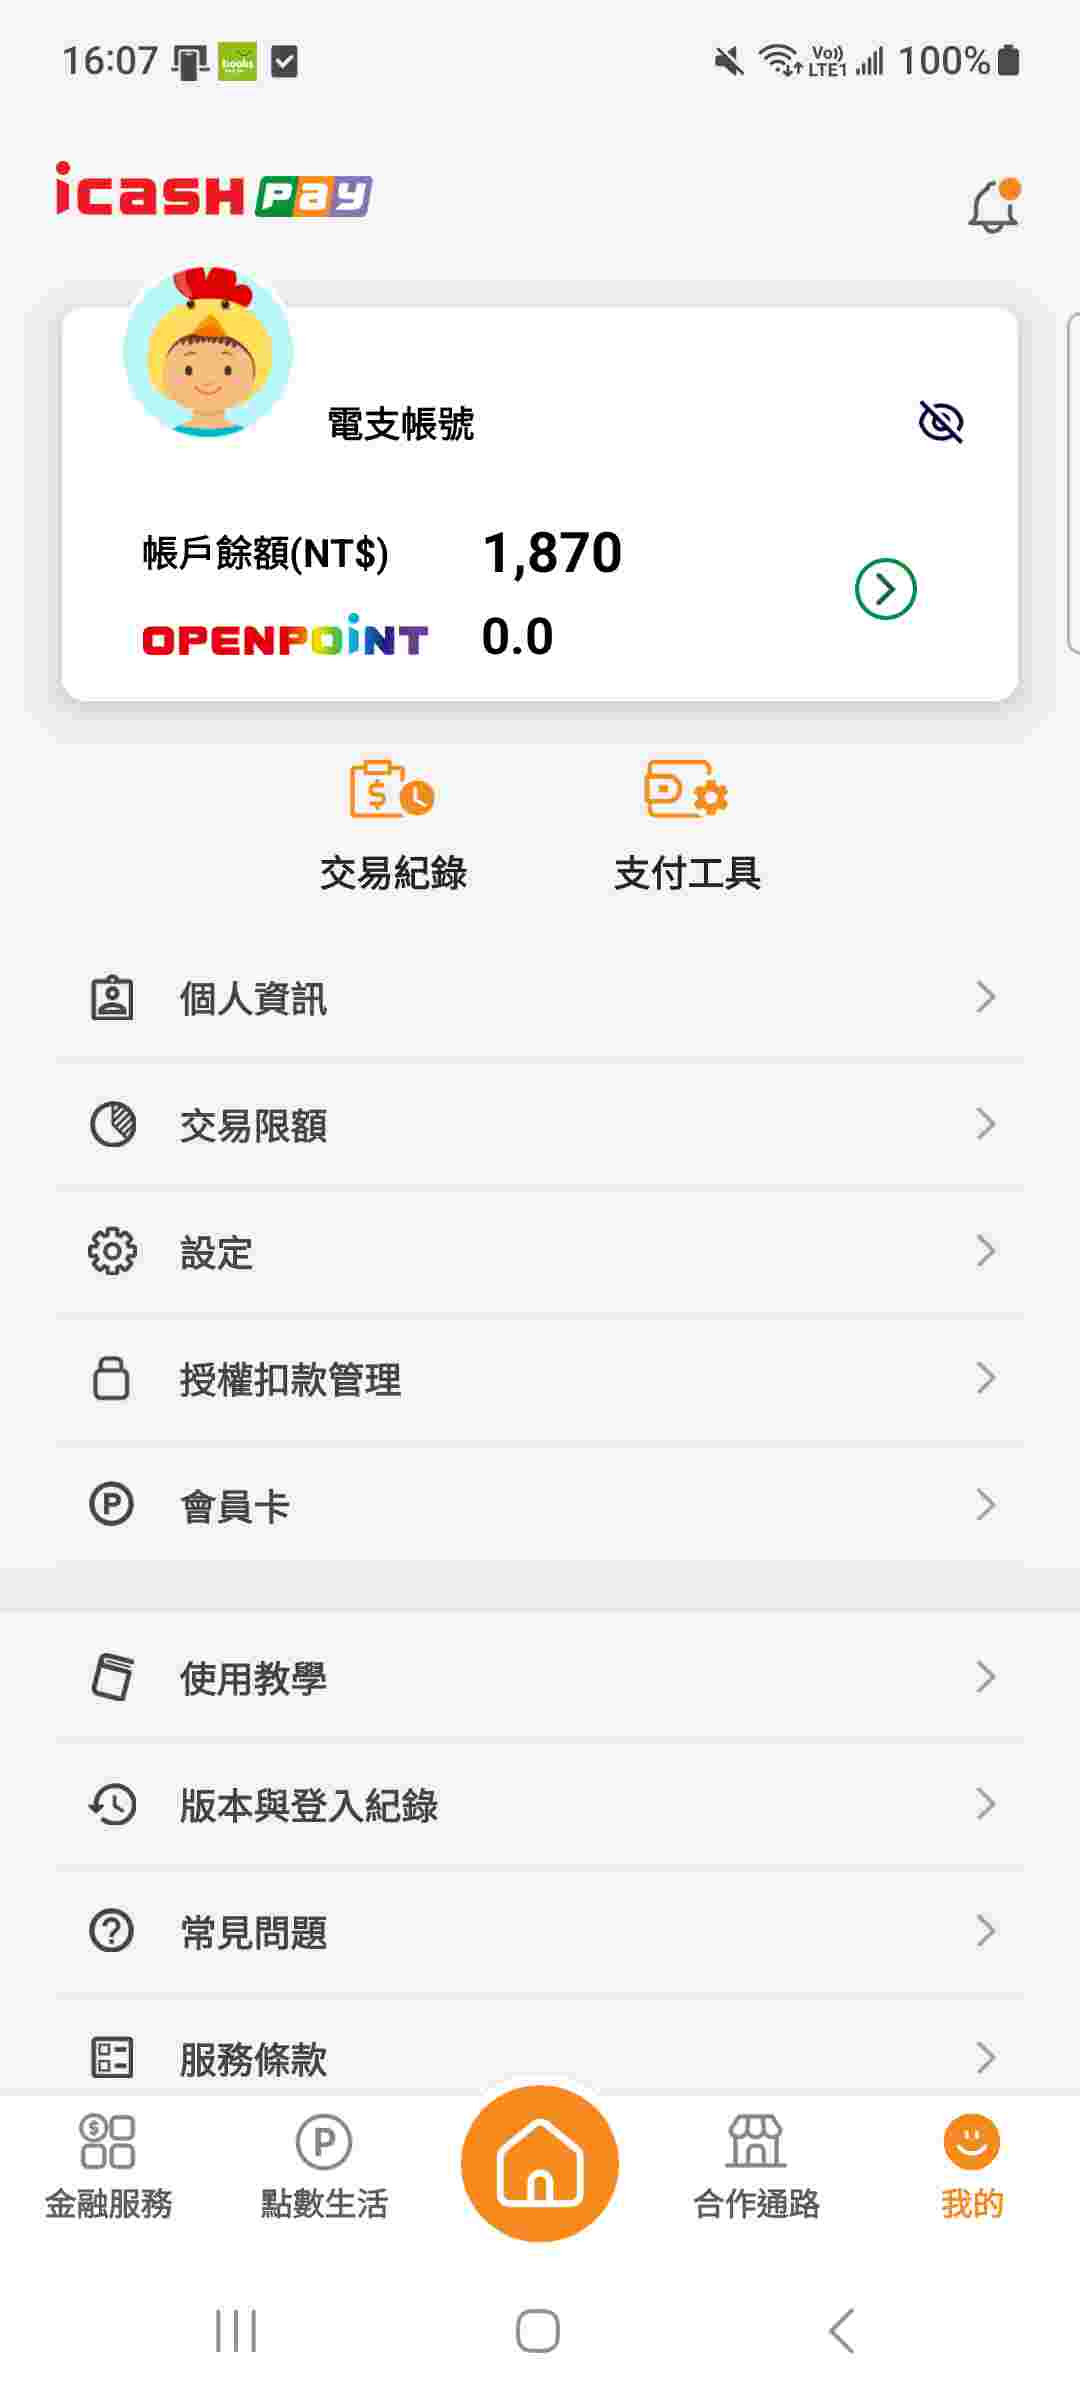 16:07 books Vo)) LTE1 100%
icash Pay
電支帳號
帳戶餘額(NT$) 1,870
OPENPOINT 0.0
交易紀錄 支付工具
個人資訊
交易限額
設定
授權扣款管理
P 會員卡
使用教學
版本與登入紀錄
常見問題
服務條款
金融服務 點數生活 合作通路 我的